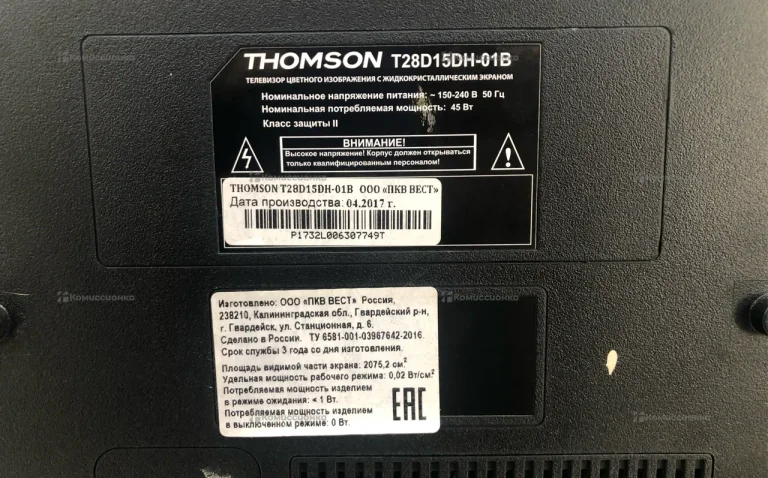 Комиссионка
Комиссионка
THOMSON T28D15DH-01B
ТЕЛЕВИЗОР ЦВЕТНОГО ИЗОБРАЖЕНИЯ С ЖИДКОКРИСТАЛЛИЧЕСКИМ ЭКРАНОМ
Номинальное напряжение питания: ~ 150-240 В 50 Гц
Номинальная потребляемая мощность: 45 Вт
Класс защиты II
ВНИМАНИЕ!
Высокое напряжение! Корпус должен открываться
только квалифицированным персоналом!
Комиссионка
Комиссионка
THOMSON T28D15DH-01B ООО «ПКВ ВЕСТ»
Дата производства: 04.2017 г.
P1732L006307749T
Комиссионка
Комиссионка
Изготовлено: ООО «ПКВ ВЕСТ» Россия,
238210, Калининградская обл., Гвардейский р-н,
г. Гвардейск, ул. Станционная, д. 6.
Сделано в России. ТУ 6581-001-03967642-2016.
Срок службы 3 года со дня изготовления.
Площадь видимой части экрана: 2075,2 см²
Удельная мощность рабочего режима: 0,02 Вт/см²
Потребляемая мощность изделием
в режиме ожидания: < 1 Вт.
Потребляемая мощность изделием
в выключенном режиме: 0 Вт.
EAC
Комиссионка
Комиссионка